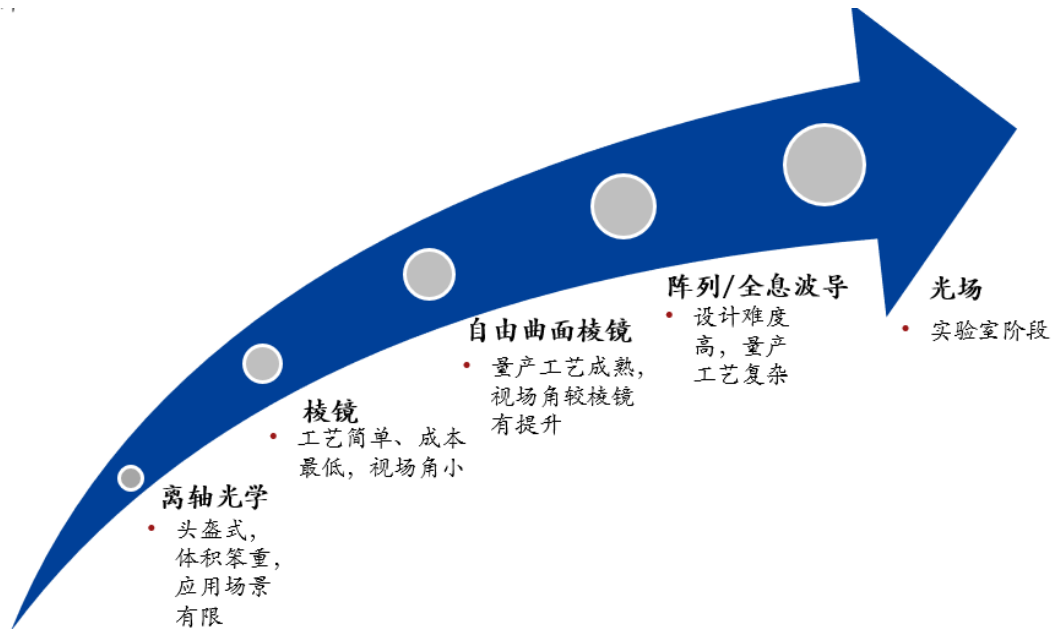 离轴光学
• 头盔式，
体积笨重，
应用场景
有限
棱镜
• 工艺简单、成本
最低，视场角小
自由曲面棱镜
• 量产工艺成熟，
视场角较棱镜
有提升
阵列/全息波导
• 设计难度
高，量产
工艺复杂
光场
• 实验室阶段